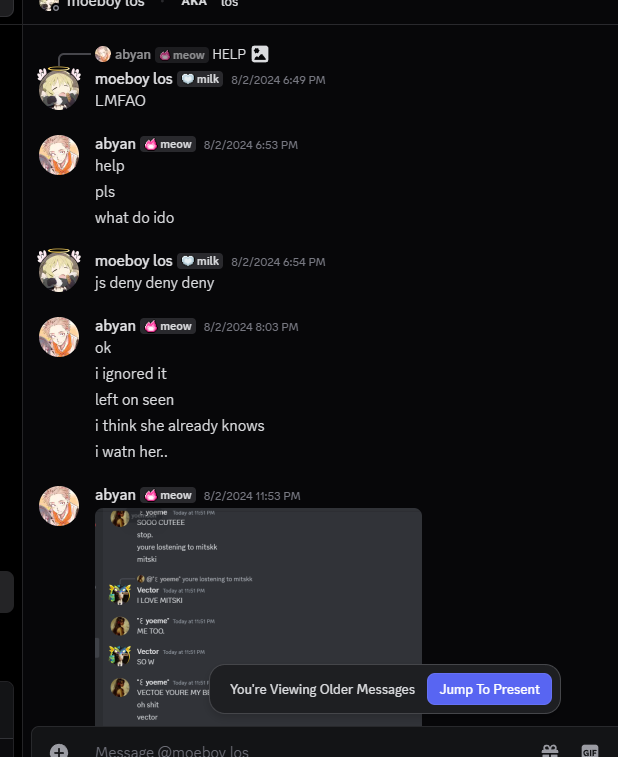 moeboy los AKA los
abyan meow HELP
moeboy los milk 8/2/2024 6:49 PM
LMFAO
abyan meow 8/2/2024 6:53 PM
help
pls
what do ido
moeboy los milk 8/2/2024 6:54 PM
js deny deny deny
abyan meow 8/2/2024 8:03 PM
ok
i ignored it
left on seen
i think she already knows
i watn her..
abyan meow 8/2/2024 11:53 PM
yoeme" Today at 11:51 PM
SOOO CUTEEE
stop.
youre lostening to mitskk
mitski
yoeme" youre lostening to mitskk
Vector Today at 11:51 PM
I LOVE MITSKI
yoeme" Today at 11:51 PM
ME TOO.
Vector Today at 11:51 PM
SO W
yoeme" Today at 11:51
VECTOE YOURE MY BE
oh shit
vector
You're Viewing Older Messages
Jump To Present
Message @moeboy los
GIF